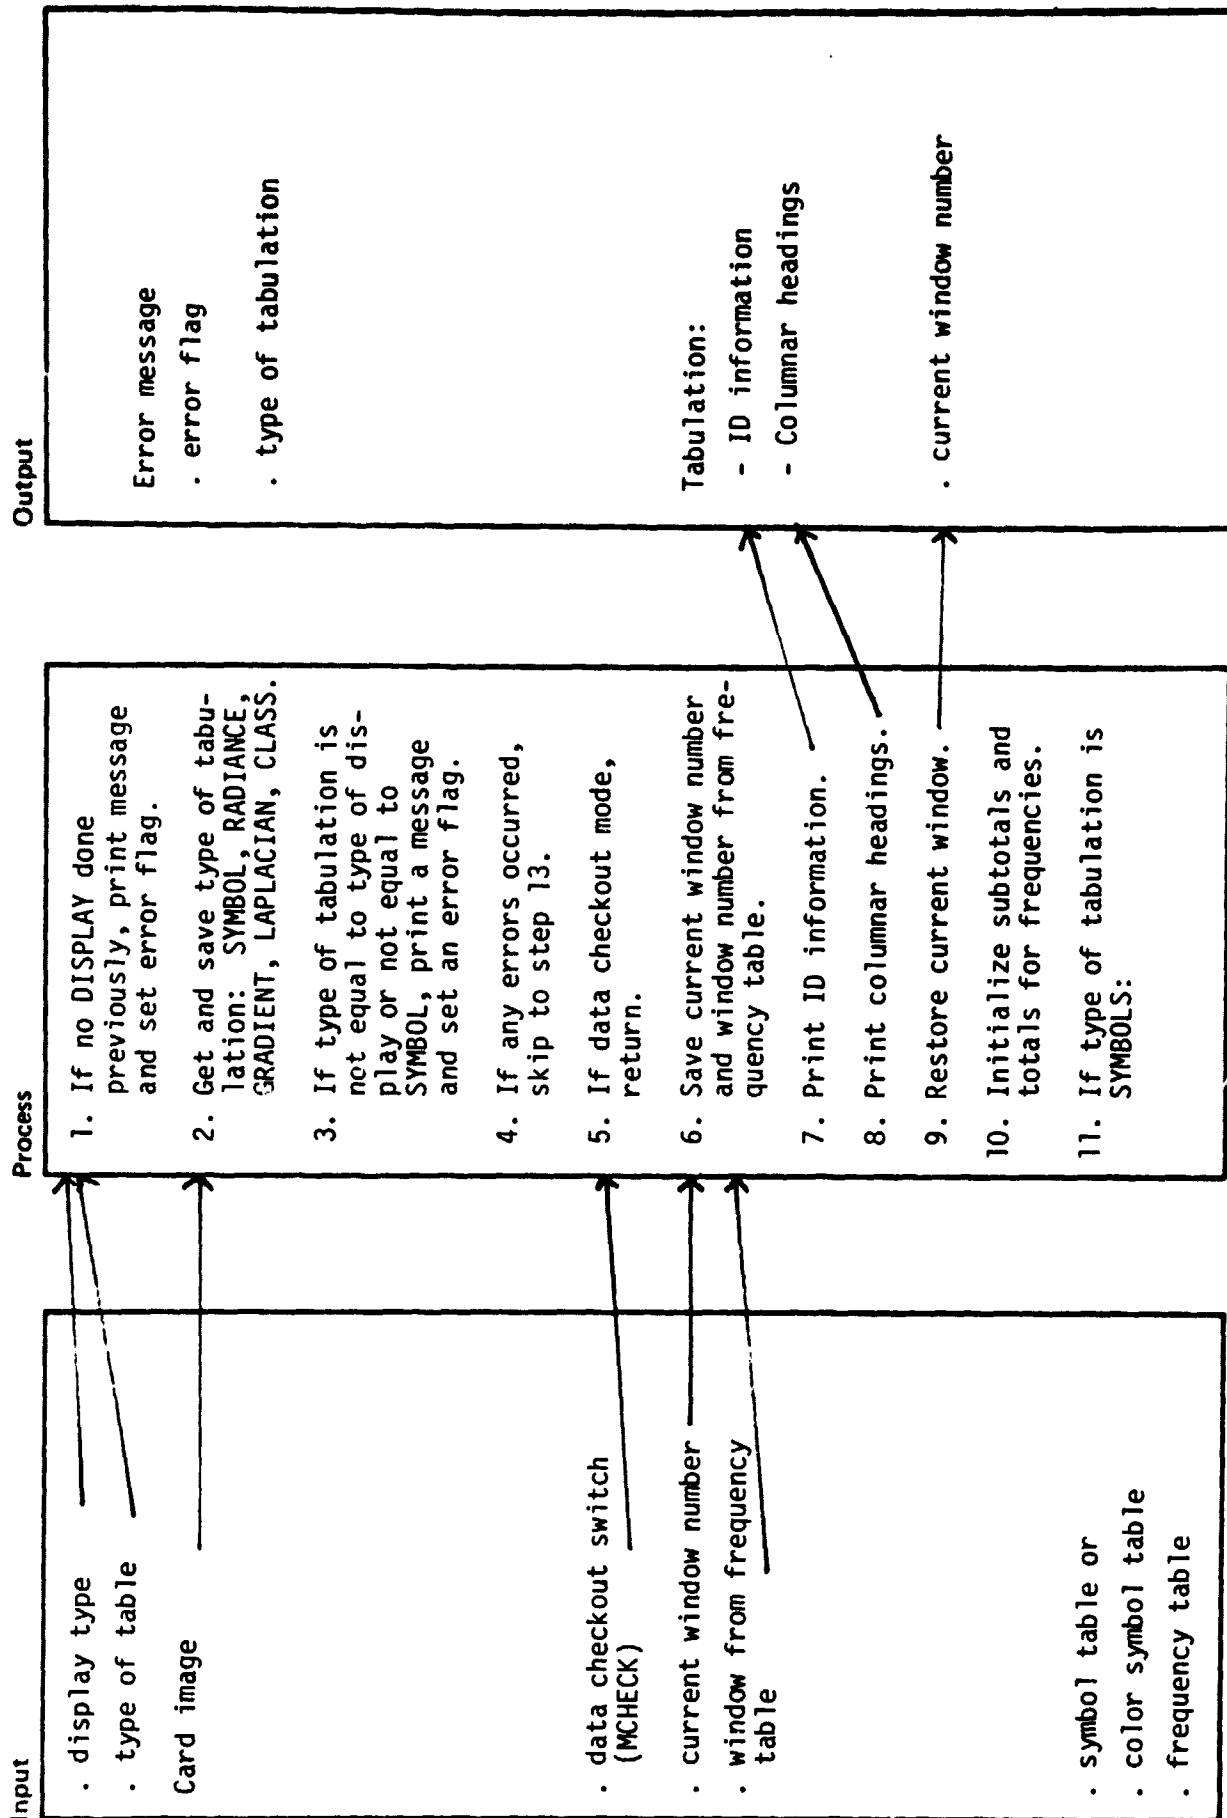 Input
. display type
. type of table
Card image
. data checkout switch
(MCHECK)
. current window number
. window from frequency
table
. symbol table or
. color symbol table
. frequency table
Process
1. If no DISPLAY done
previously, print message
and set error flag.
2. Get and save type of tabu-
lation: SYMBOL, RADIANCE,
GRADIENT, LAPLACIAN, CLASS.
3. If type of tabulation is
not equal to type of dis-
play or not equal to
SYMBOL, print a message
and set an error flag.
4. If any errors occurred,
skip to step 13.
5. If data checkout mode,
return.
6. Save current window number
and window number from fre-
quency table.
7. Print ID information.
8. Print columnar headings.
9. Restore current window.
10. Initialize subtotals and
totals for frequencies.
11. If type of tabulation is
SYMBOLS:
Output
Error message
. error flag
. type of tabulation
Tabulation:
- ID information
- Columnar headings
. current window number